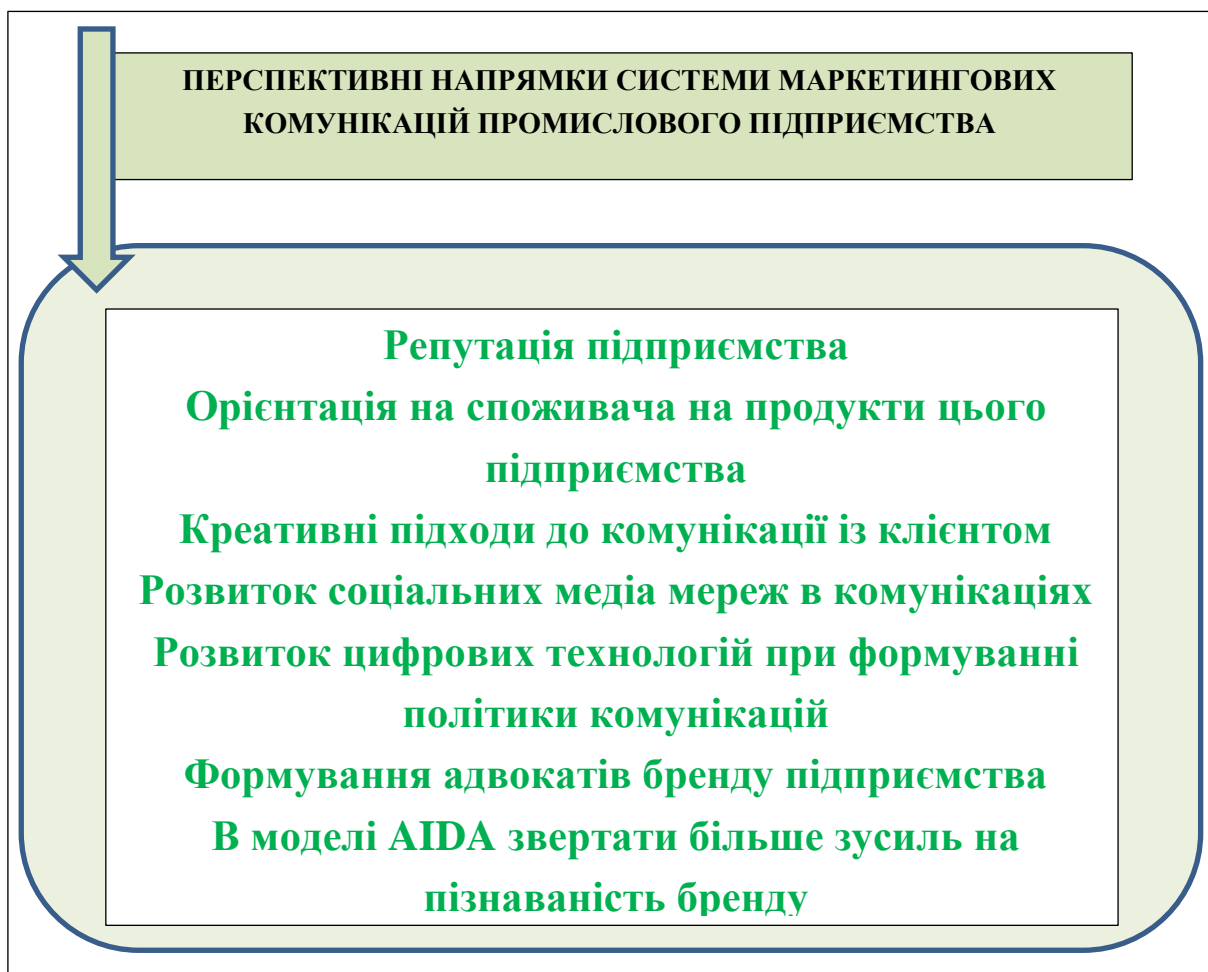 ПЕРСПЕКТИВНІ НАПРЯМКИ СИСТЕМИ МАРКЕТИНГОВИХ
КОМУНІКАЦІЙ ПРОМИСЛОВОГО ПІДПРИЄМСТВА
Репутація підприємства
Орієнтація на споживача на продукти цього
підприємства
Креативні підходи до комунікації із клієнтом
Розвиток соціальних медіа мереж в комунікаціях
Розвиток цифрових технологій при формуванні
політики комунікацій
Формування адвокатів бренду підприємства
В моделі AIDA звертати більше зусиль на
пізнаваність бренду